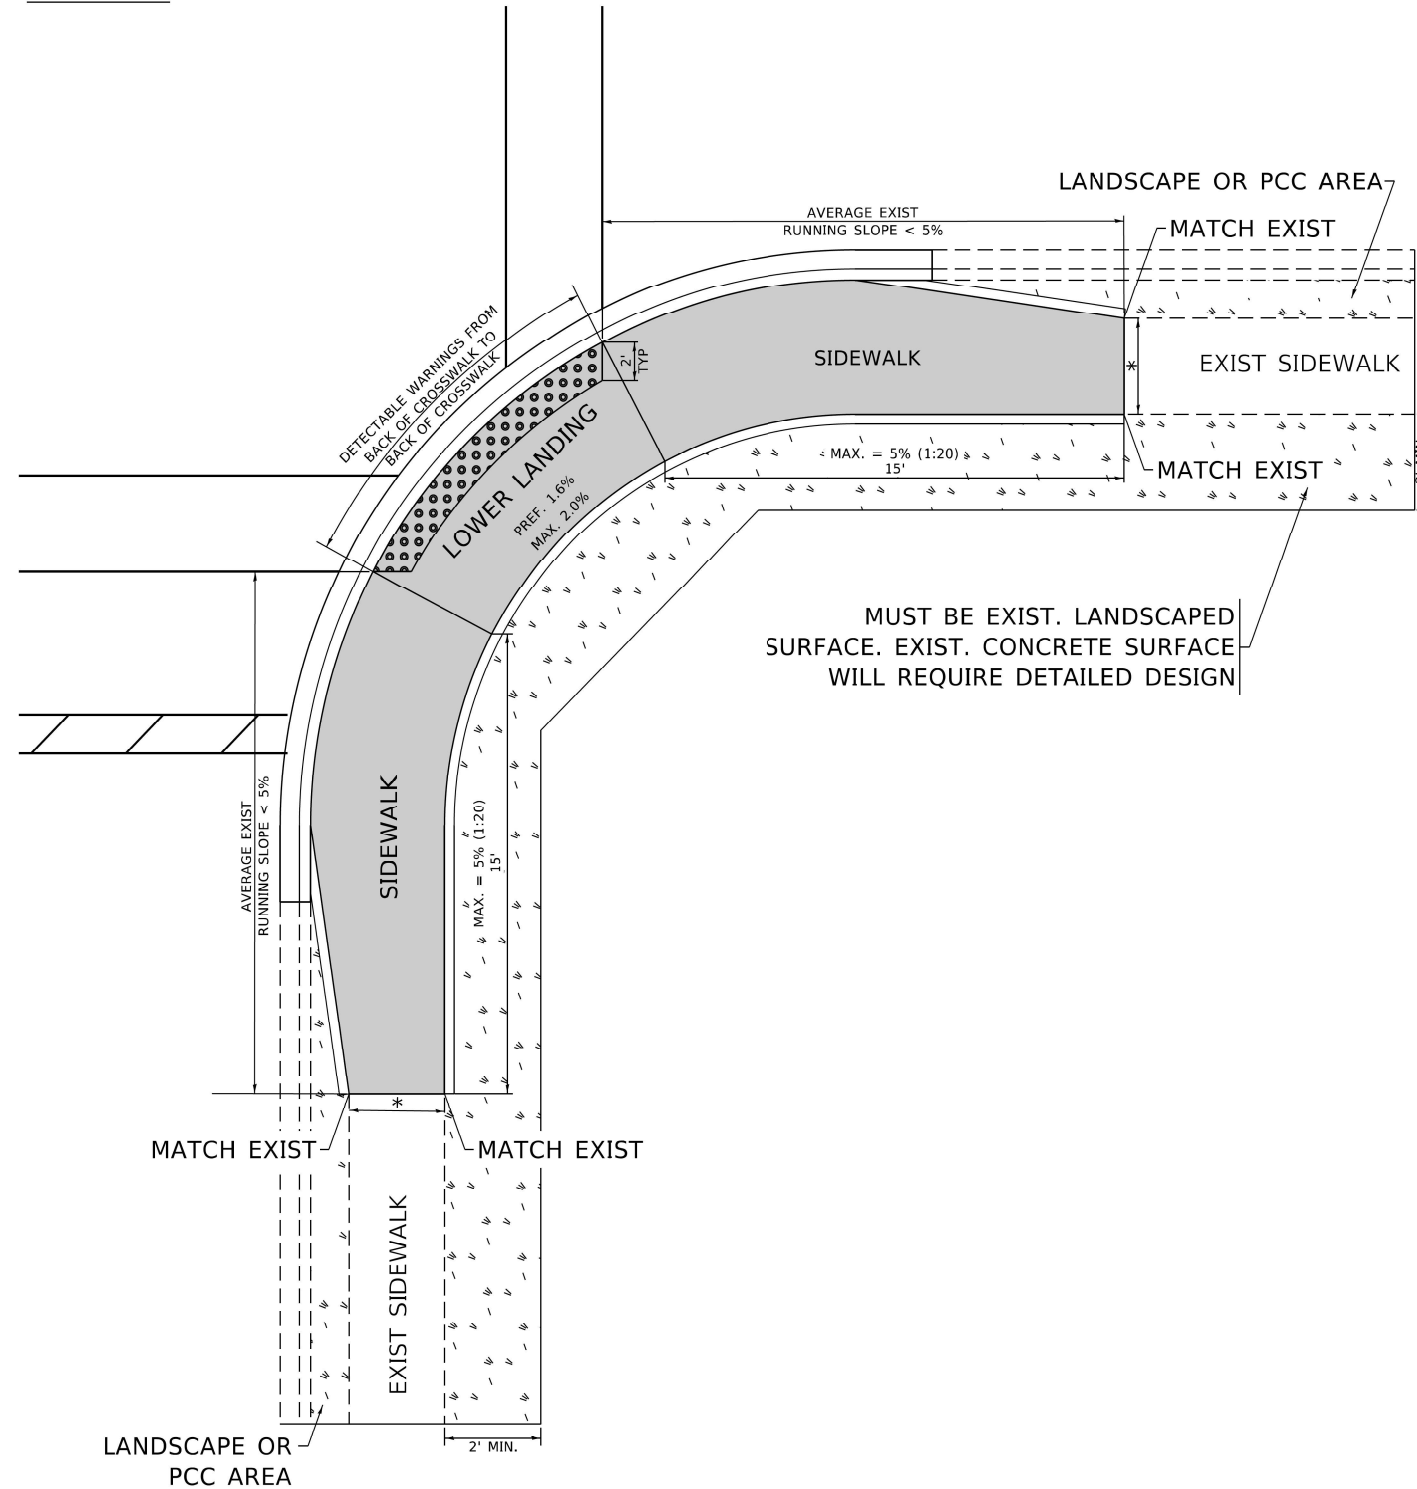 LANDSCAPE OR PCC AREA
AVERAGE EXIST
RUNNING SLOPE < 5%
MATCH EXIST
DETECTABLE WARNINGS FROM
BACK OF CROSSWALK TO
BACK OF CROSSWALK
2'
TYP
SIDEWALK
*
EXIST SIDEWALK
LOWER LANDING
PREF. 1.6%
MAX. 2.0%
MAX. = 5% (1:20)
15'
MATCH EXIST
MUST BE EXIST. LANDSCAPED
SURFACE. EXIST. CONCRETE SURFACE
WILL REQUIRE DETAILED DESIGN
AVERAGE EXIST
RUNNING SLOPE < 5%
SIDEWALK
MAX. = 5% (1:20)
15'
*
MATCH EXIST
MATCH EXIST
EXIST SIDEWALK
LANDSCAPE OR
PCC AREA
2' MIN.